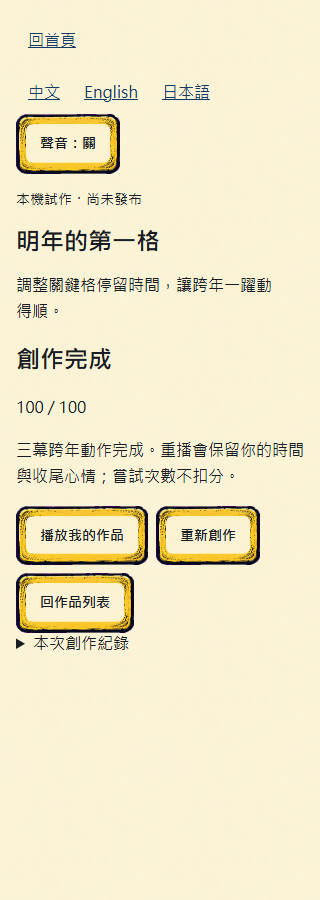 回首頁
中文 English 日本語
聲音：關
本機試作・尚未發布
明年的第一格
調整關鍵格停留時間，讓跨年一躍動
得順。
創作完成
100 / 100
三幕跨年動作完成。重播會保留你的時間
與收尾心情；嘗試次數不扣分。
播放我的作品 重新創作
回作品列表
▶ 本次創作紀錄